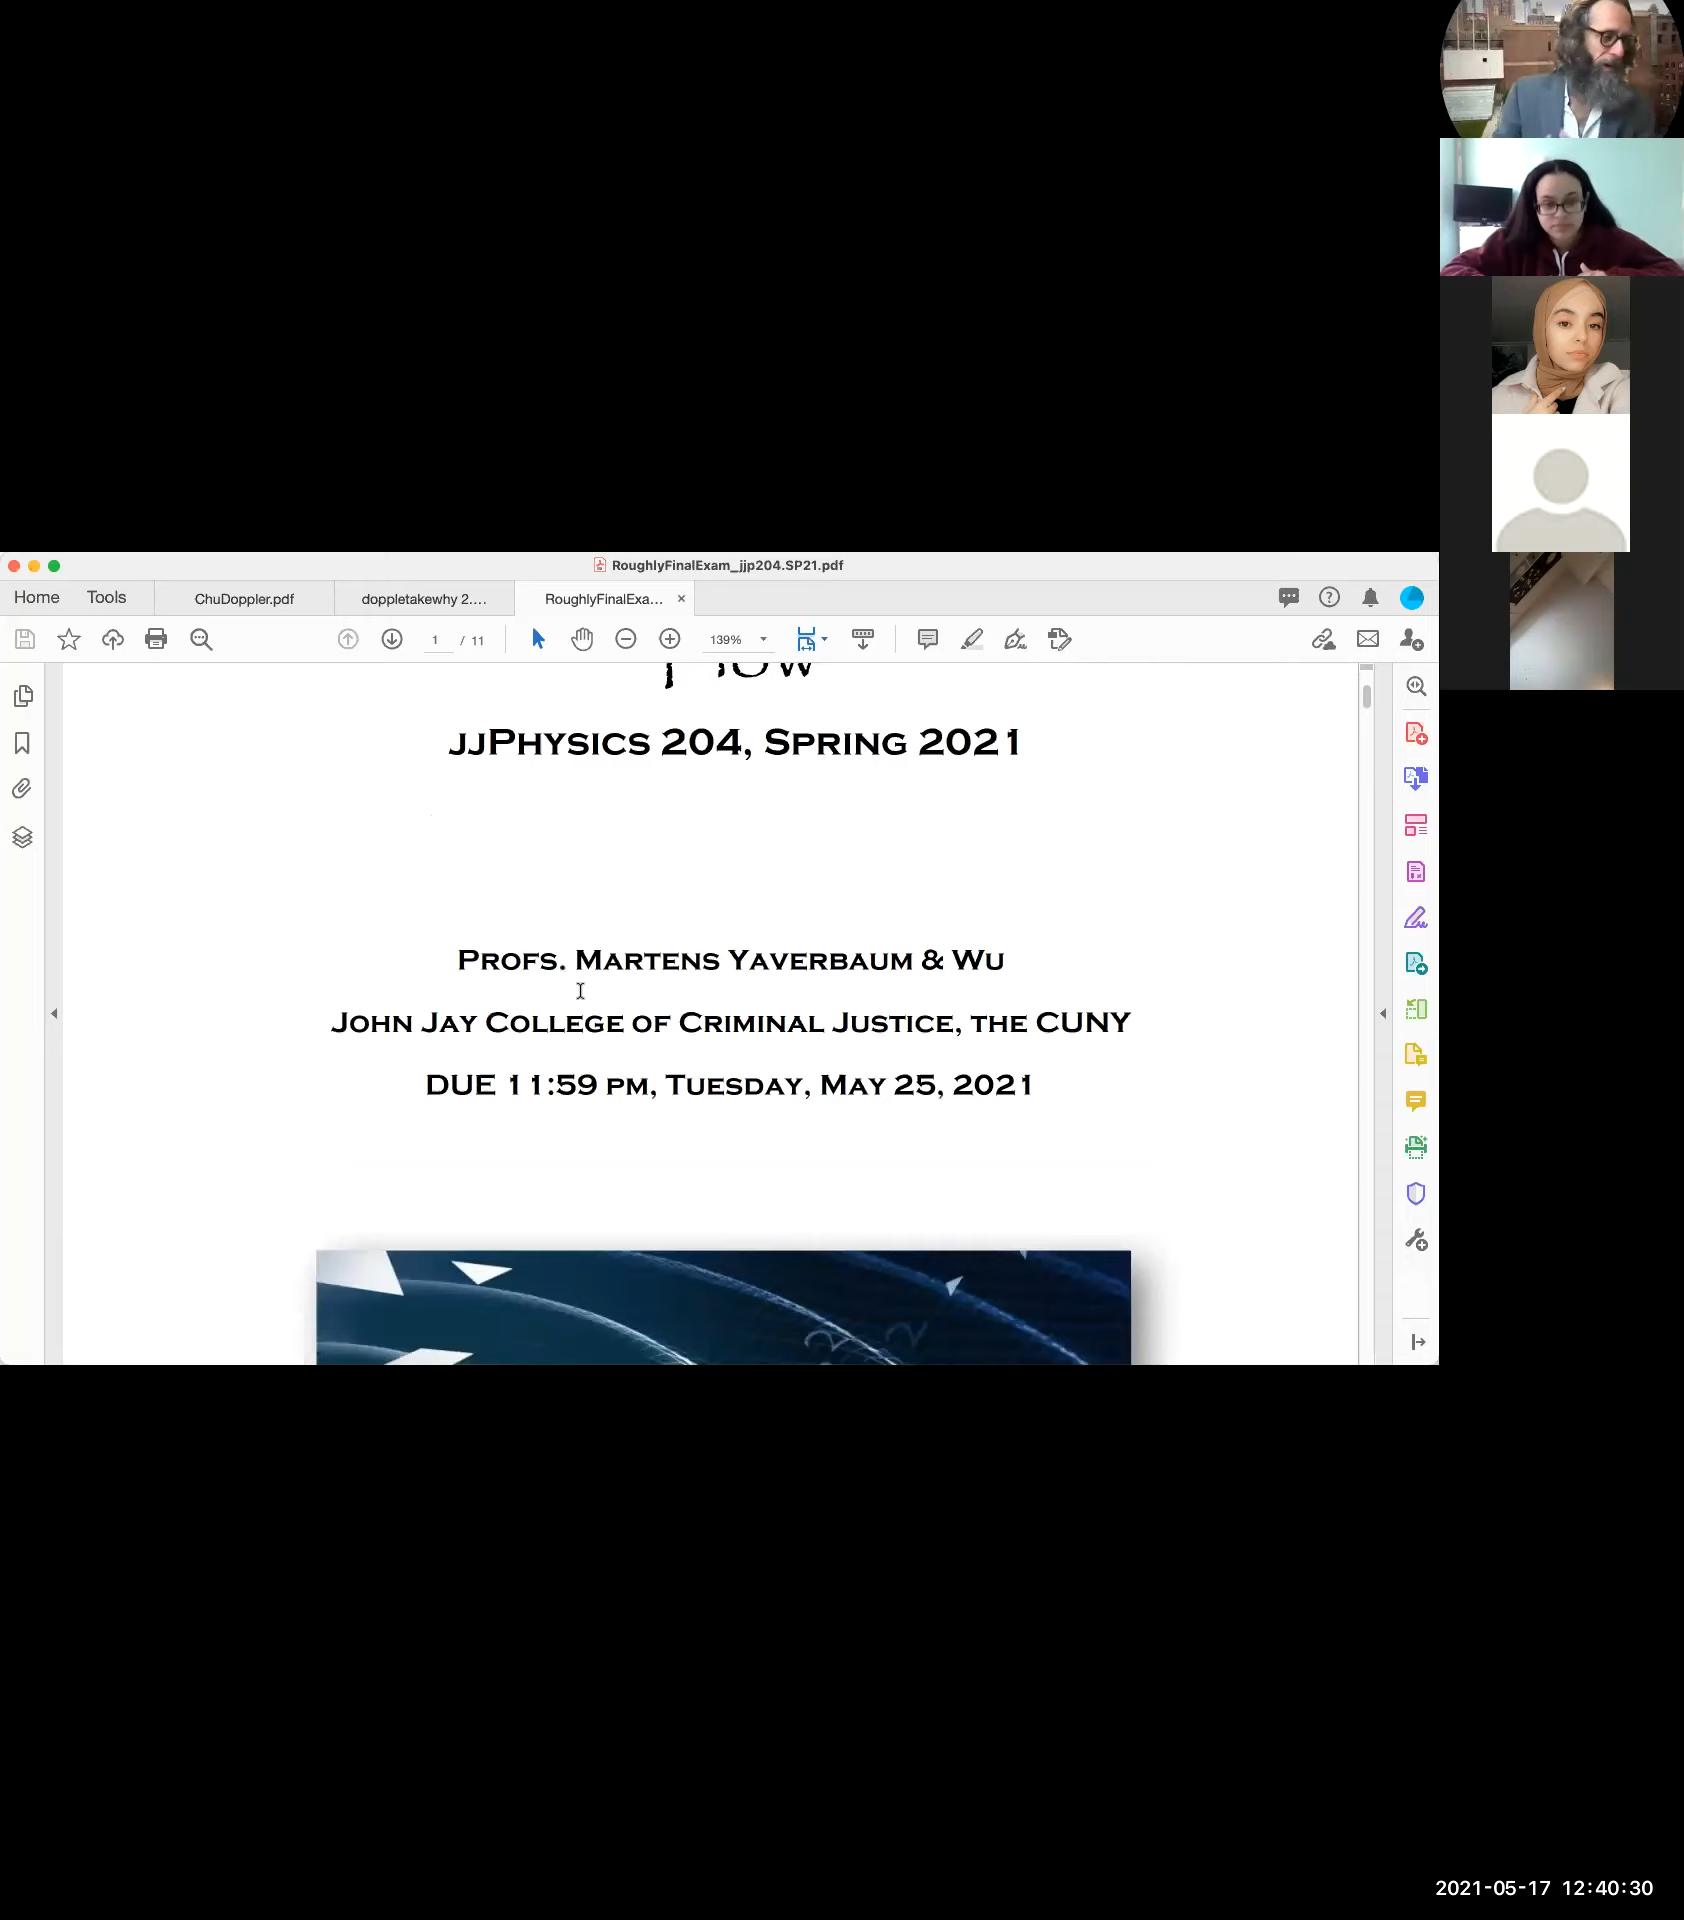 RoughlyFinalExam_jjp204.SP21.pdf
Home Tools ChuDoppler.pdf doppletakewhy 2.... RoughlyFinalExa... ×
1 / 11 139%
JJPHYSICS 204, SPRING 2021
PROFS. MARTENS YAVERBAUM & WU
JOHN JAY COLLEGE OF CRIMINAL JUSTICE, THE CUNY
DUE 11:59 PM, TUESDAY, MAY 25, 2021
2021-05-17 12:40:30